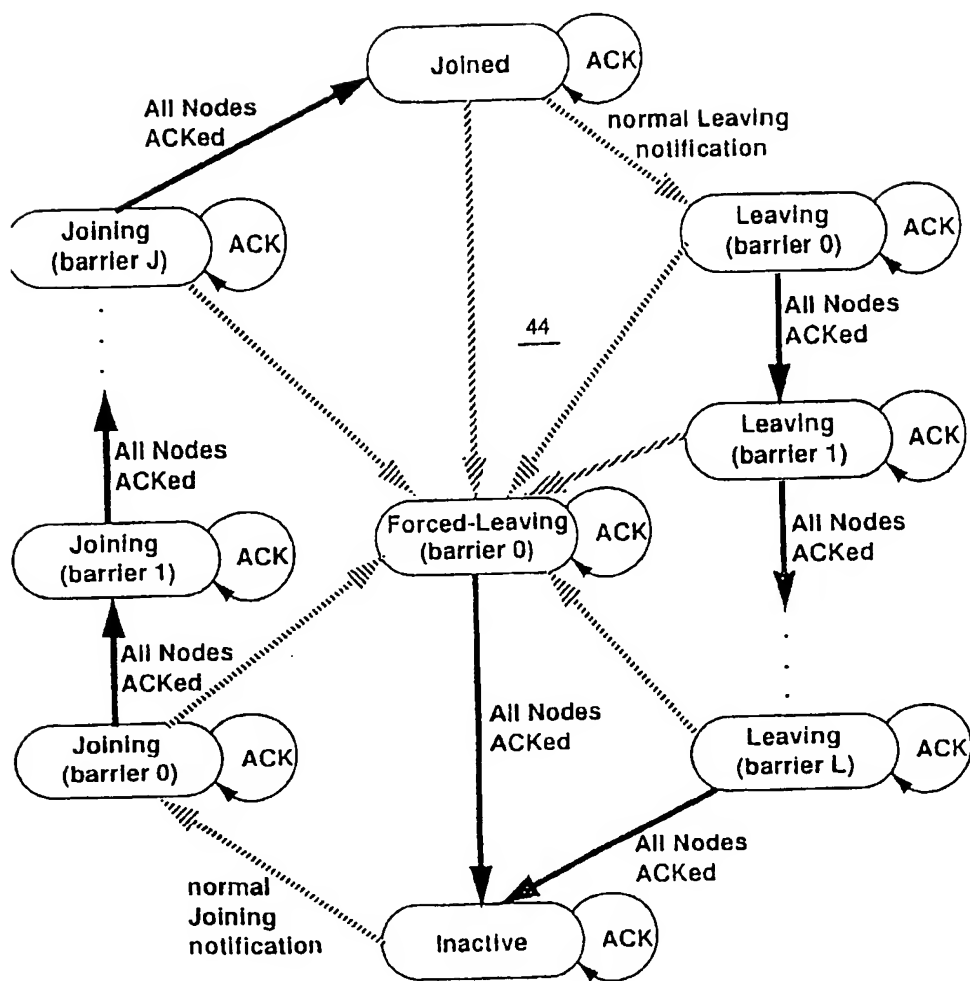 Joined
ACK
All Nodes
ACKed
normal Leaving
notification
Joining
(barrier J)
ACK
Leaving
(barrier 0)
ACK
44
All Nodes
ACKed
All Nodes
ACKed
Leaving
(barrier 1)
ACK
Forced-Leaving
(barrier 0)
ACK
All Nodes
ACKed
Joining
(barrier 1)
ACK
All Nodes
ACKed
All Nodes
ACKed
Joining
(barrier 0)
ACK
Leaving
(barrier L)
ACK
All Nodes
ACKed
normal
Joining
notification
Inactive
ACK